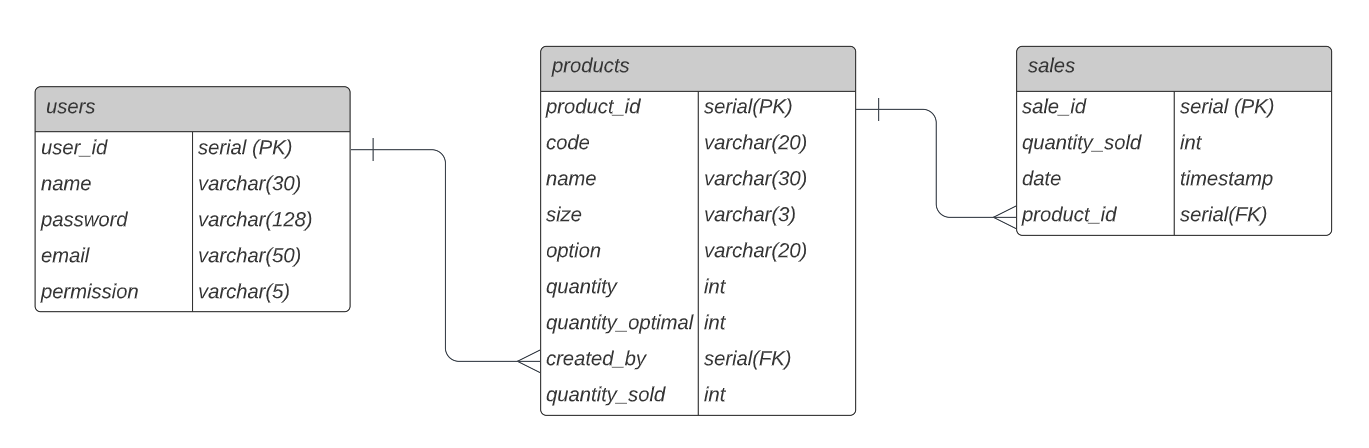 users
user_id serial (PK)
name varchar(30)
password varchar(128)
email varchar(50)
permission varchar(5)
products
product_id serial(PK)
code varchar(20)
name varchar(30)
size varchar(3)
option varchar(20)
quantity int
quantity_optimal int
created_by serial(FK)
quantity_sold int
sales
sale_id serial (PK)
quantity_sold int
date timestamp
product_id serial(FK)